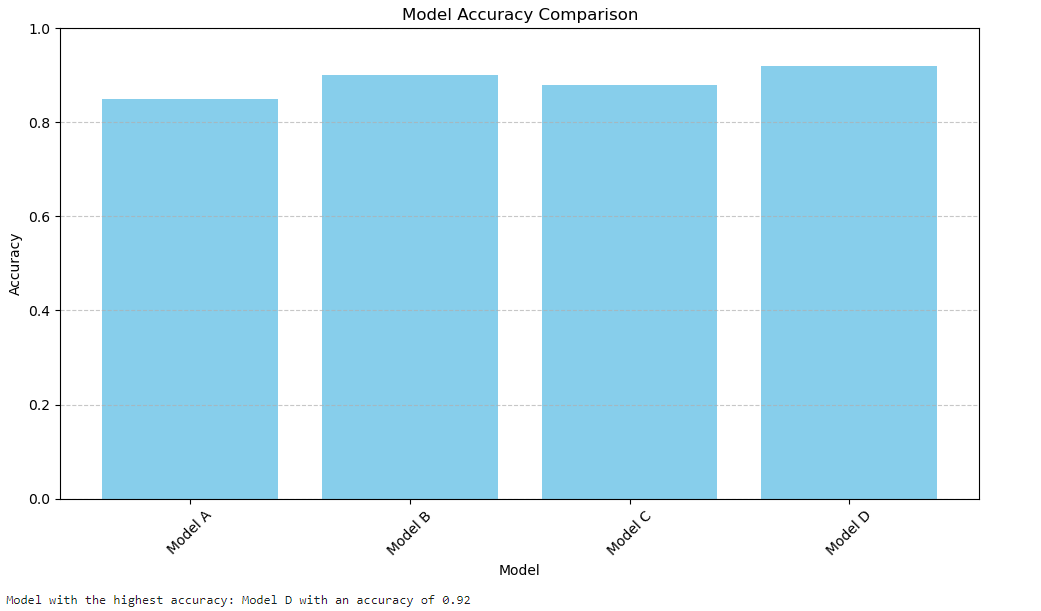 Model Accuracy Comparison
1.0
0.8
0.6
0.4
0.2
0.0
Accuracy
Model A
Model B
Model C
Model D
Model
Model with the highest accuracy: Model D with an accuracy of 0.92